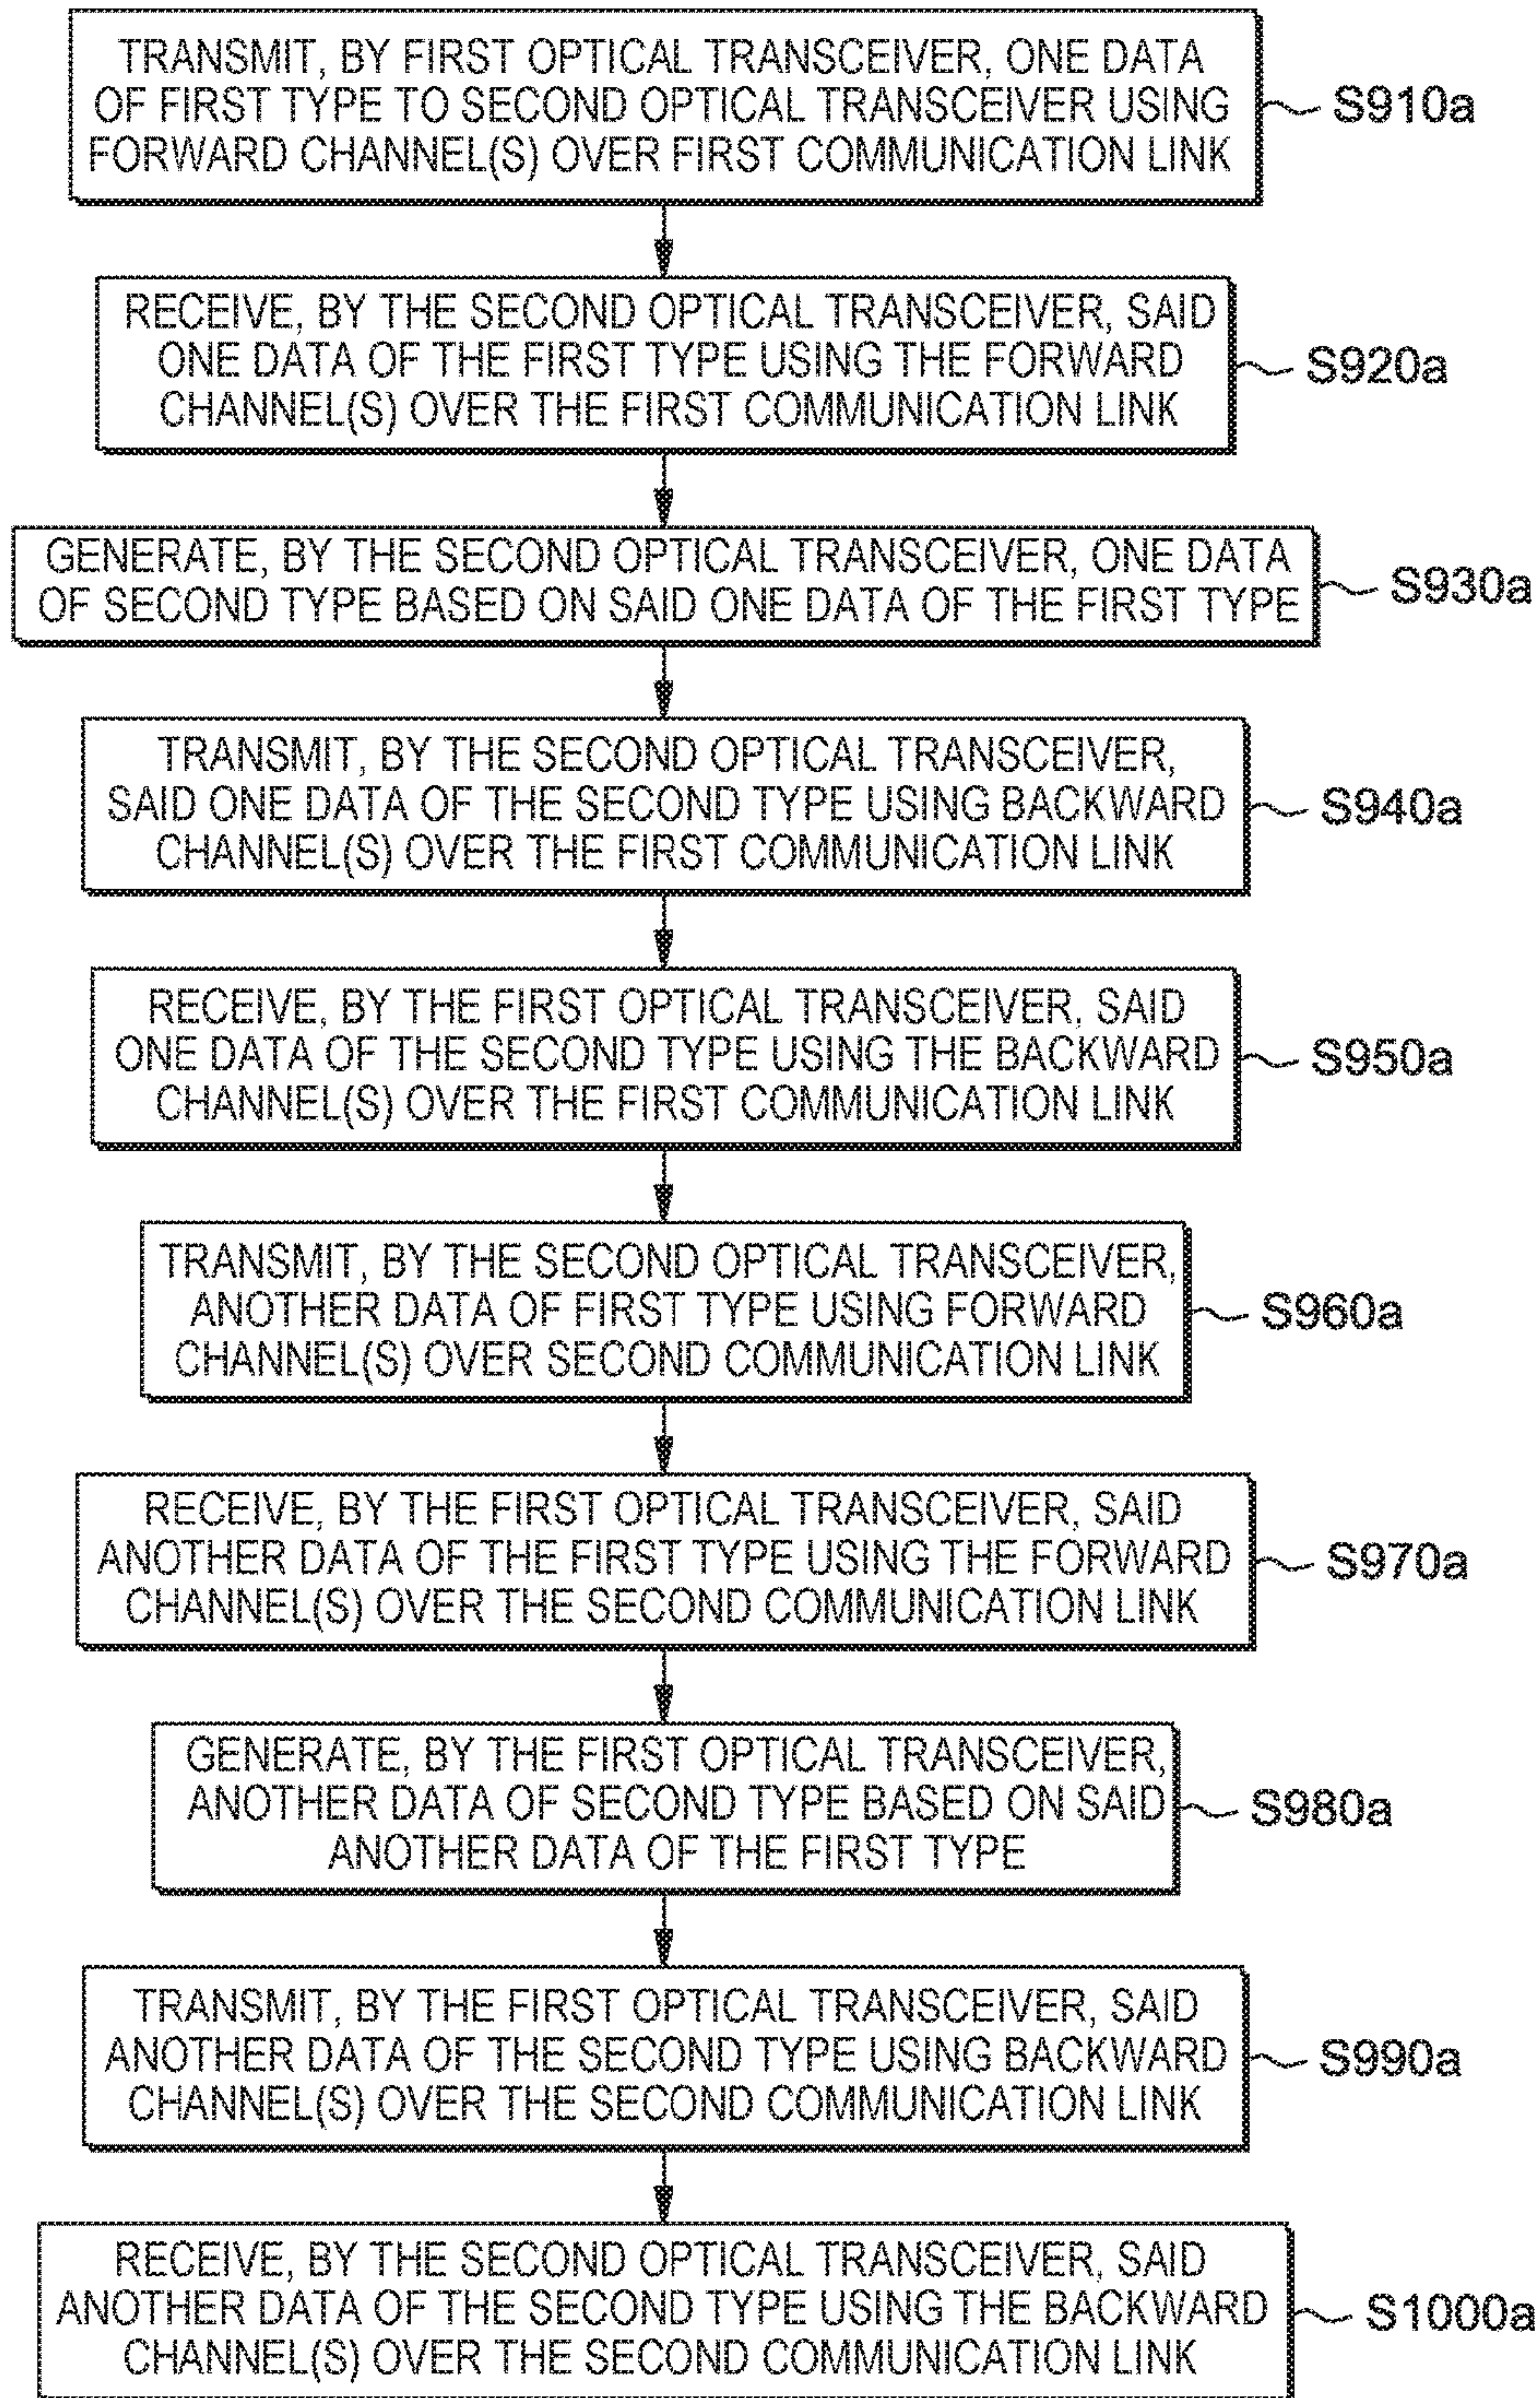 TRANSMIT, BY FIRST OPTICAL TRANSCEIVER, ONE DATA
OF FIRST TYPE TO SECOND OPTICAL TRANSCEIVER USING
FORWARD CHANNEL(S) OVER FIRST COMMUNICATION LINK
S910a
RECEIVE, BY THE SECOND OPTICAL TRANSCEIVER, SAID
ONE DATA OF THE FIRST TYPE USING THE FORWARD
CHANNEL(S) OVER THE FIRST COMMUNICATION LINK
S920a
GENERATE, BY THE SECOND OPTICAL TRANSCEIVER, ONE DATA
OF SECOND TYPE BASED ON SAID ONE DATA OF THE FIRST TYPE
S930a
TRANSMIT, BY THE SECOND OPTICAL TRANSCEIVER,
SAID ONE DATA OF THE SECOND TYPE USING BACKWARD
CHANNEL(S) OVER THE FIRST COMMUNICATION LINK
S940a
RECEIVE, BY THE FIRST OPTICAL TRANSCEIVER, SAID
ONE DATA OF THE SECOND TYPE USING THE BACKWARD
CHANNEL(S) OVER THE FIRST COMMUNICATION LINK
S950a
TRANSMIT, BY THE SECOND OPTICAL TRANSCEIVER,
ANOTHER DATA OF FIRST TYPE USING FORWARD
CHANNEL(S) OVER SECOND COMMUNICATION LINK
S960a
RECEIVE, BY THE FIRST OPTICAL TRANSCEIVER, SAID
ANOTHER DATA OF THE FIRST TYPE USING THE FORWARD
CHANNEL(S) OVER THE SECOND COMMUNICATION LINK
S970a
GENERATE, BY THE FIRST OPTICAL TRANSCEIVER,
ANOTHER DATA OF SECOND TYPE BASED ON SAID
ANOTHER DATA OF THE FIRST TYPE
S980a
TRANSMIT, BY THE FIRST OPTICAL TRANSCEIVER, SAID
ANOTHER DATA OF THE SECOND TYPE USING BACKWARD
CHANNEL(S) OVER THE SECOND COMMUNICATION LINK
S990a
RECEIVE, BY THE SECOND OPTICAL TRANSCEIVER, SAID
ANOTHER DATA OF THE SECOND TYPE USING THE BACKWARD
CHANNEL(S) OVER THE SECOND COMMUNICATION LINK
S1000a